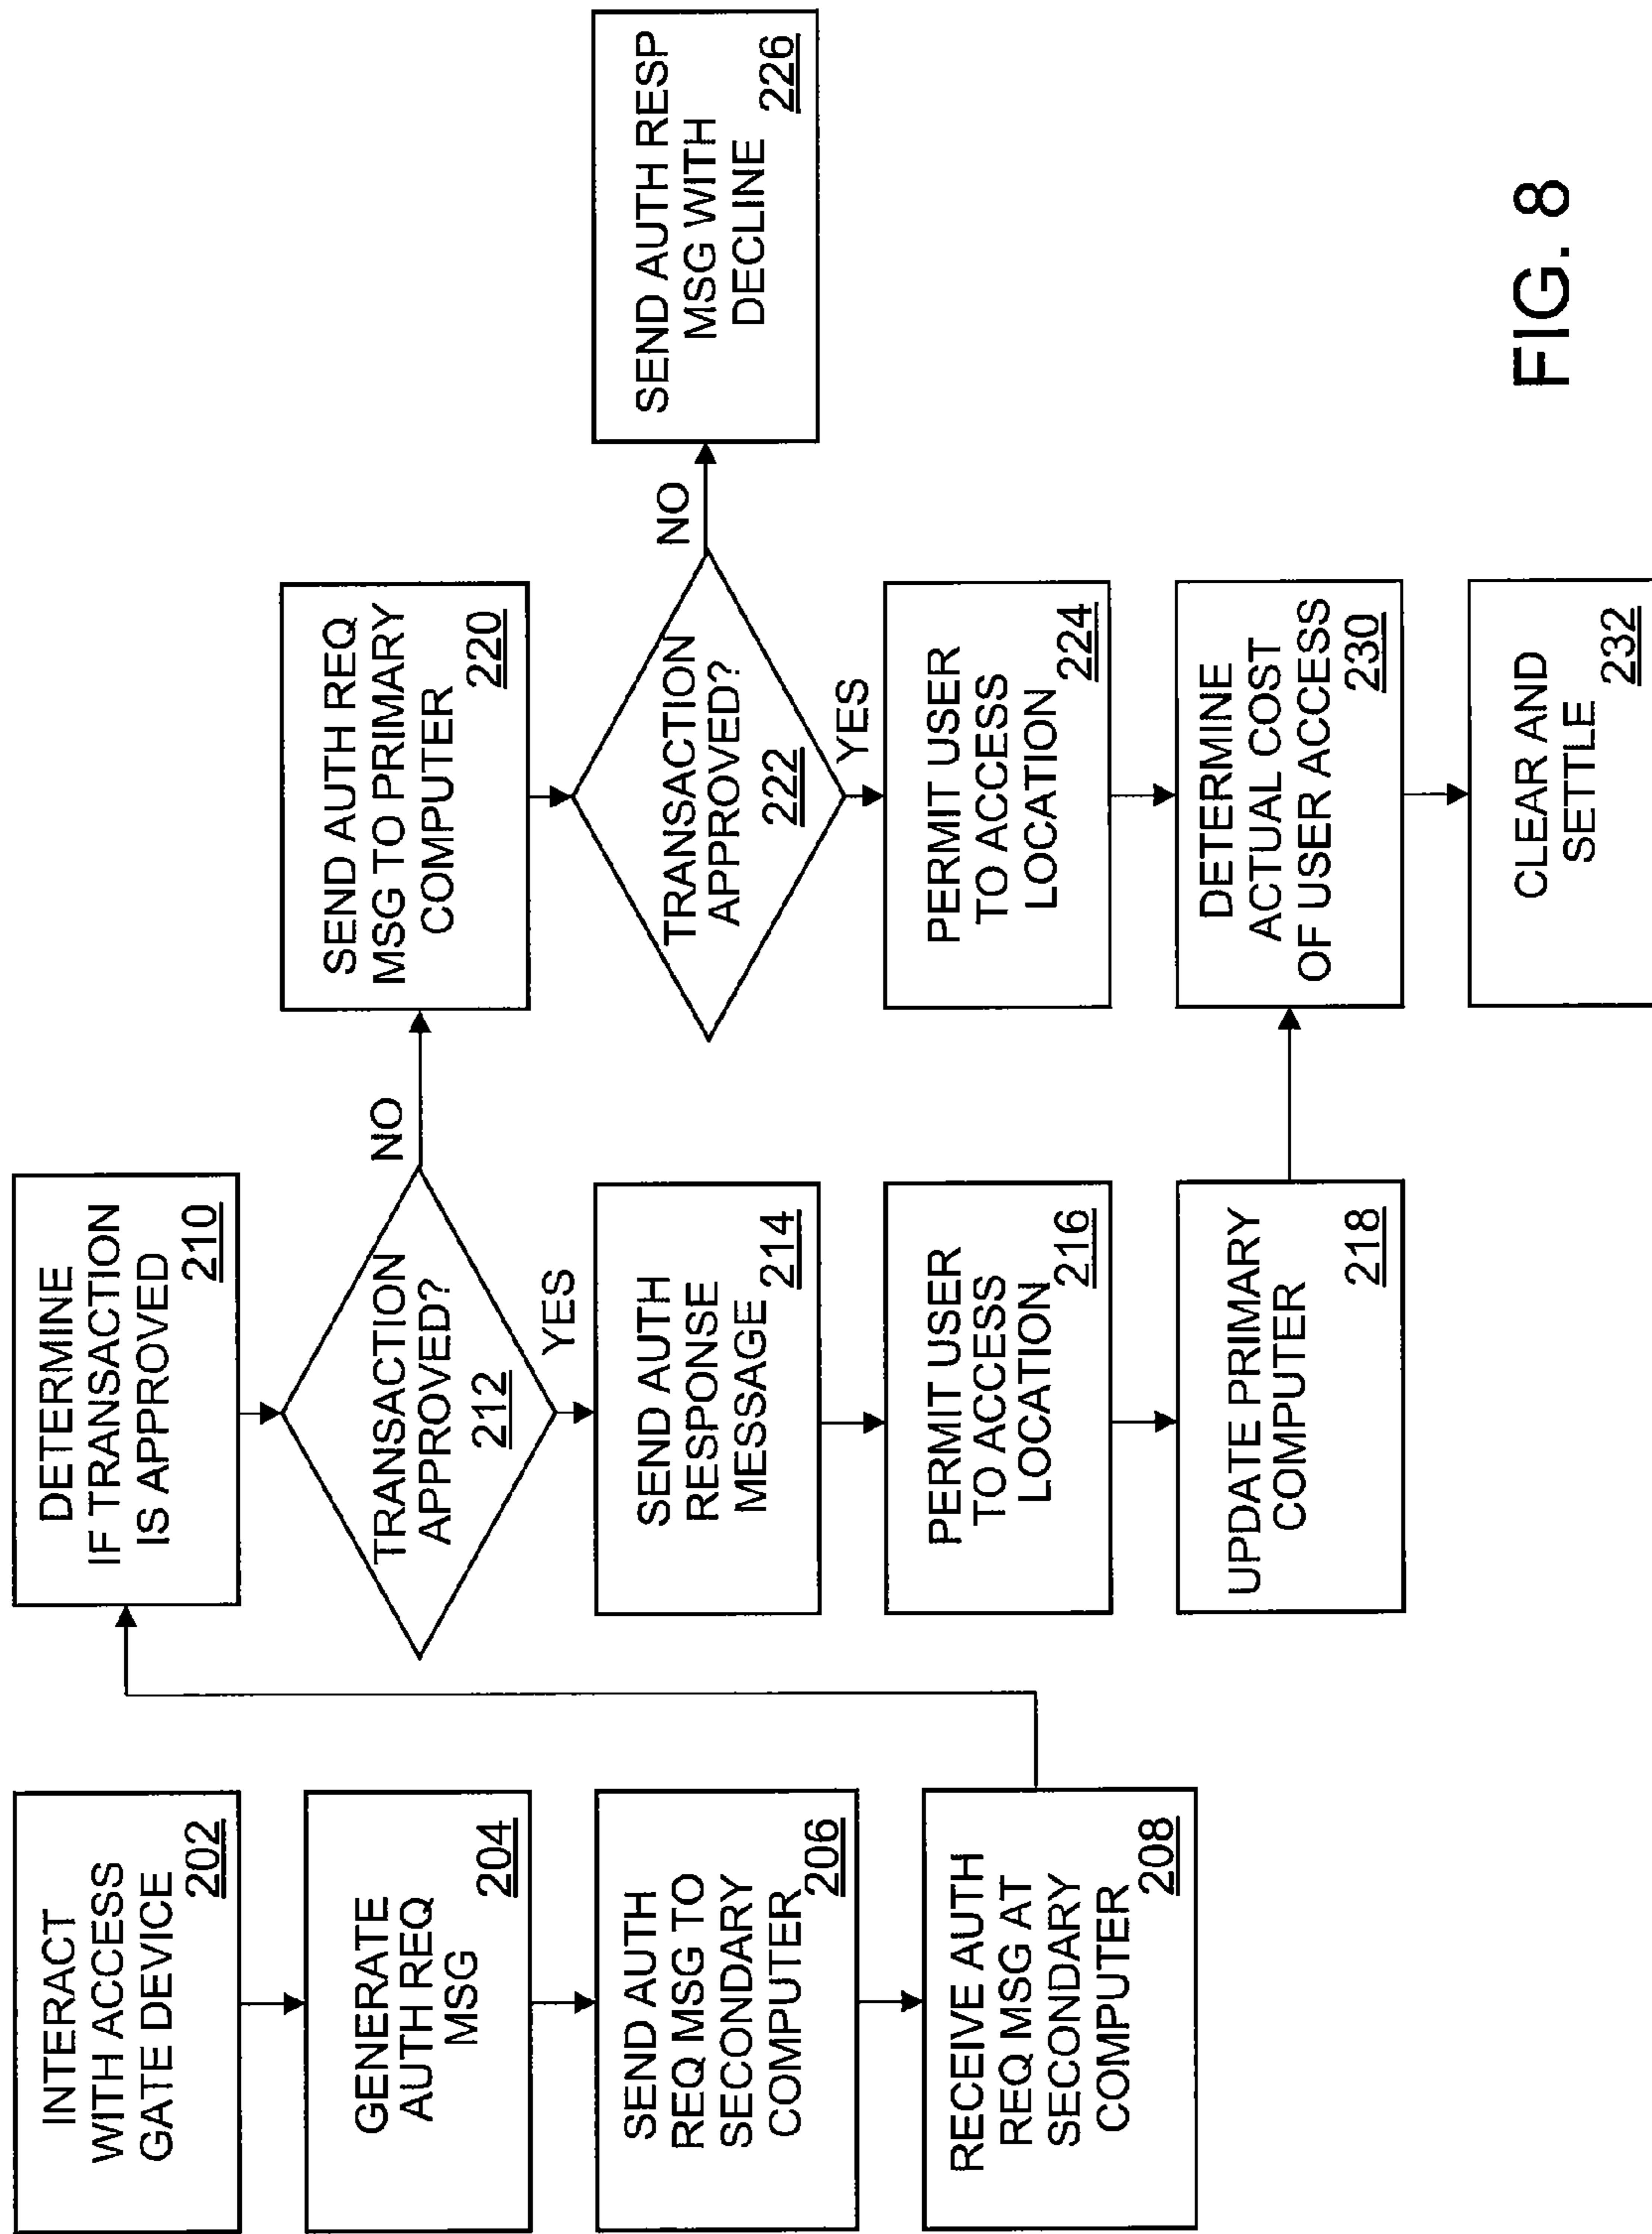 INTERACT
WITH ACCESS
GATE DEVICE
202
GENERATE
AUTH REQ
MSG
204
SEND AUTH
REQ MSG TO
SECONDARY
COMPUTER
206
RECEIVE AUTH
REQ MSG AT
SECONDARY
COMPUTER
208
DETERMINE
IF TRANSACTION
IS APPROVED
210
TRANSACTION
APPROVED?
212
NO
YES
SEND AUTH
RESPONSE
MESSAGE
214
PERMIT USER
TO ACCESS
LOCATION
216
UPDATE PRIMARY
COMPUTER
218
SEND AUTH REQ
MSG TO PRIMARY
COMPUTER
220
TRANSACTION
APPROVED?
222
NO
YES
PERMIT USER
TO ACCESS
LOCATION
224
DETERMINE
ACTUAL COST
OF USER ACCESS
230
CLEAR AND
SETTLE
232
SEND AUTH RESP
MSG WITH
DECLINE
226
FIG. 8